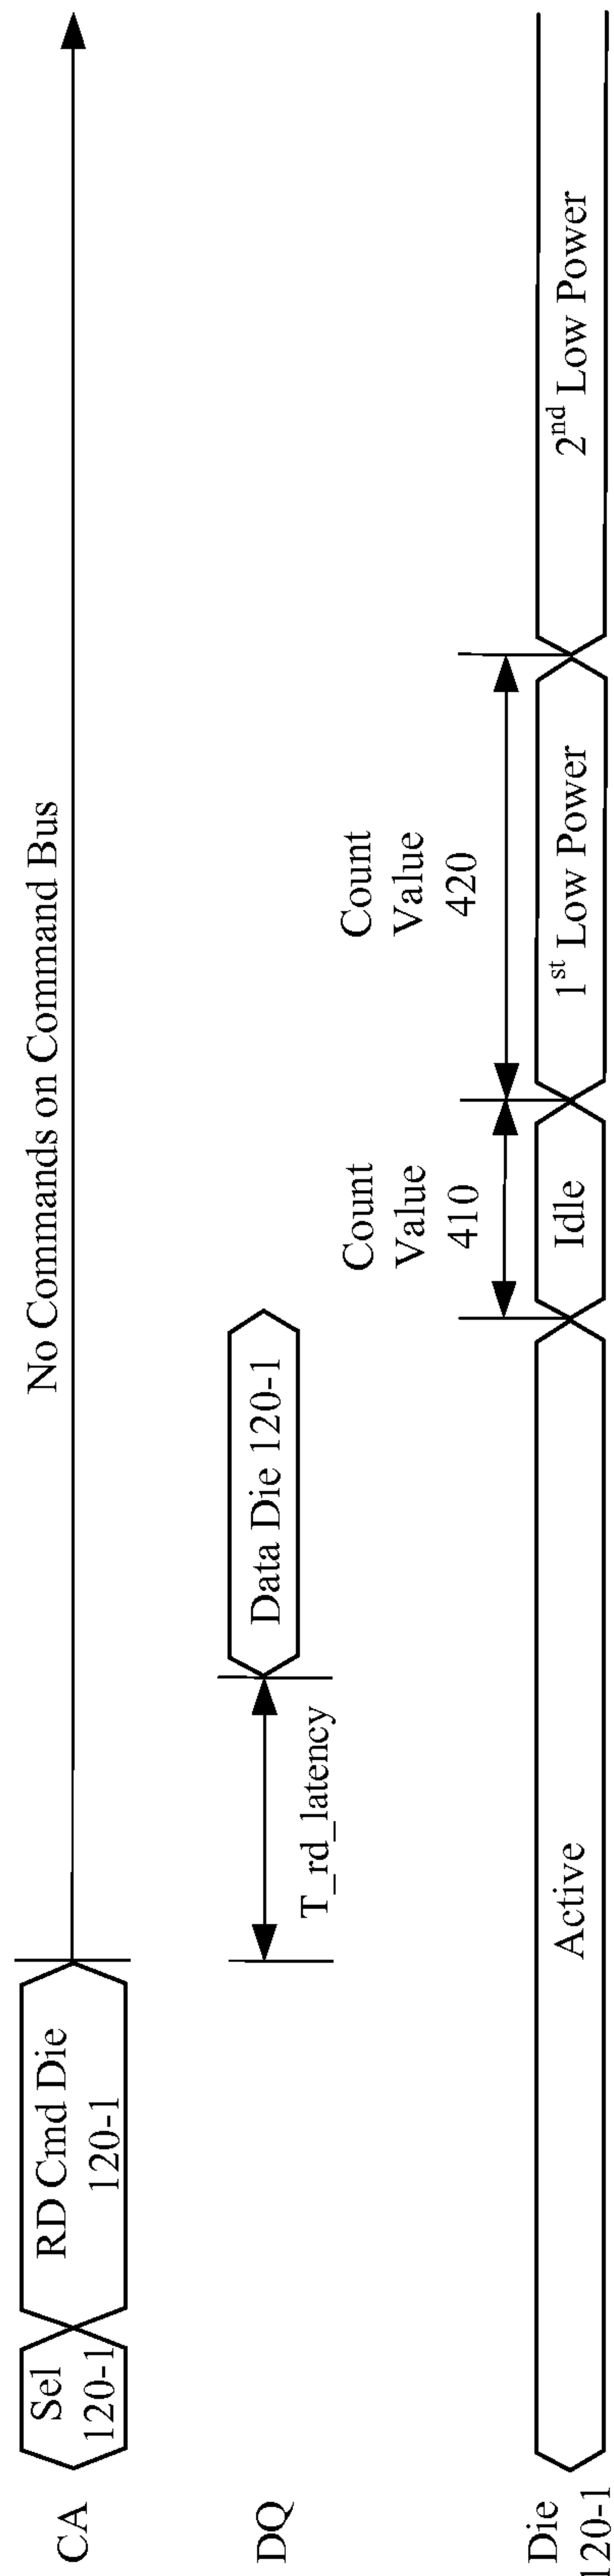 CA
Sel
120-1
RD Cmd Die
120-1
No Commands on Command Bus
DQ
T_rd_latency
Data Die 120-1
Count
Value
410
Count
Value
420
Die
120-1
Active
Idle
1st Low Power
2nd Low Power